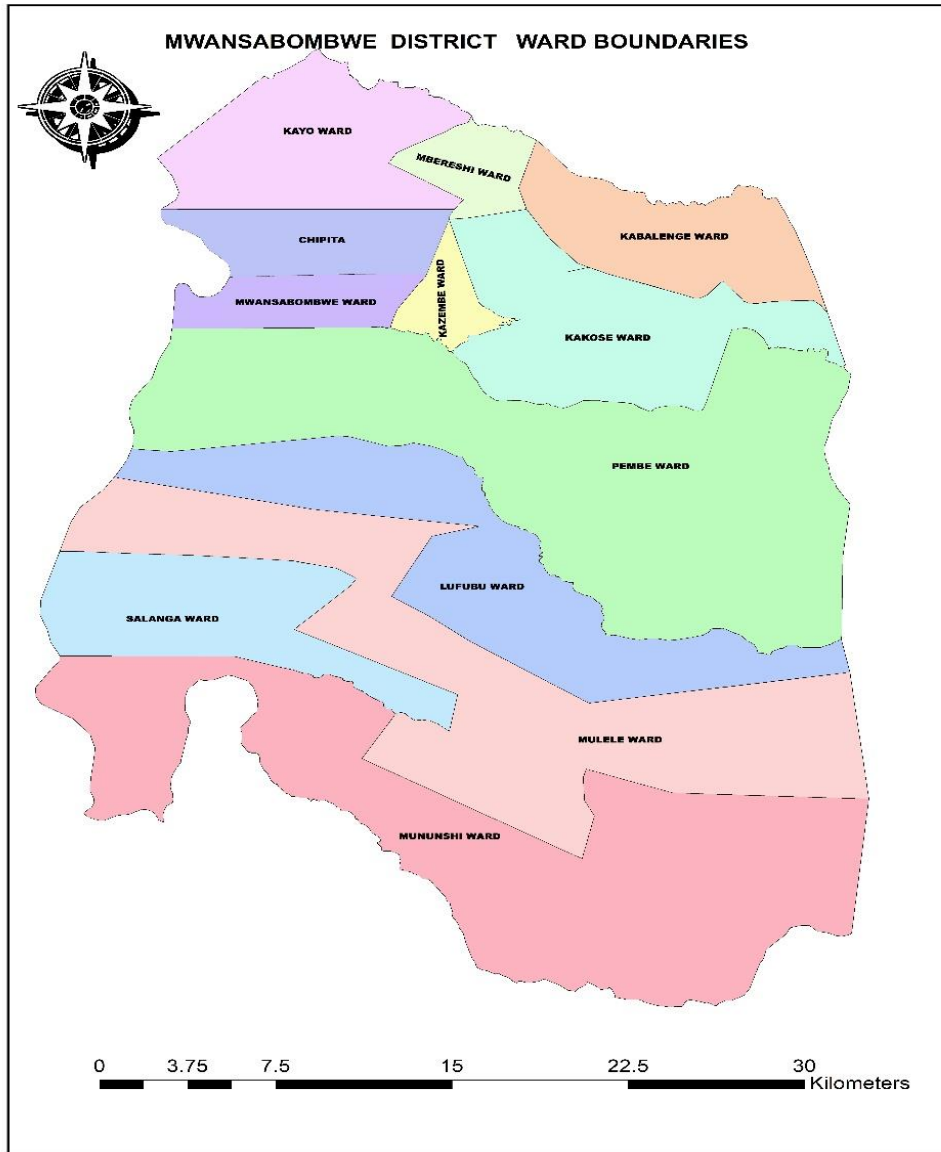 MWANSABOMBWE DISTRICT WARD BOUNDARIES
KAYO WARD
MBERESHI WARD
KABALENGE WARD
CHIPITA
KAZEMBE WARD
MWANSABOMBWE WARD
KAKOSE WARD
PEMBE WARD
LUFUBU WARD
SALANGA WARD
MULELE WARD
MUNUNSHI WARD
0 3.75 7.5 15 22.5 30
Kilometers